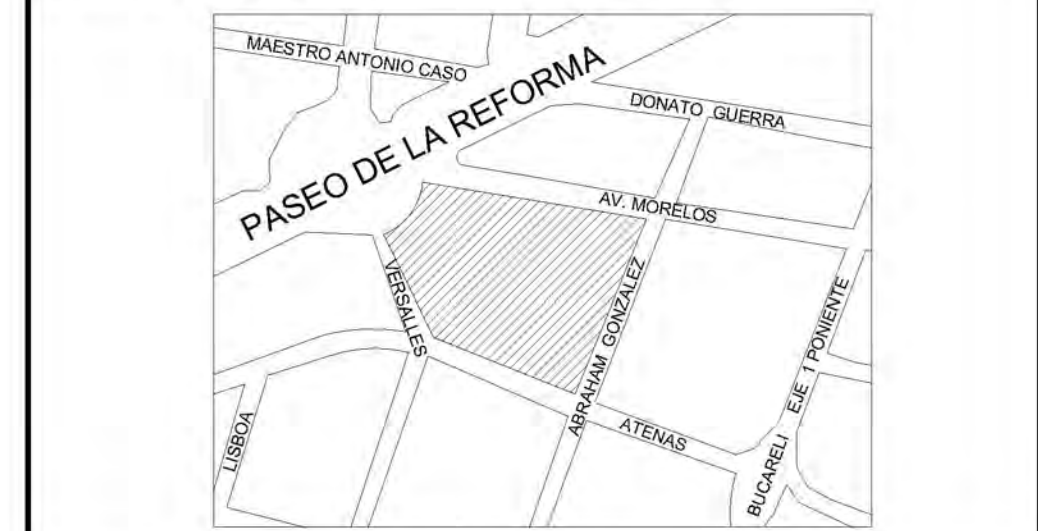 MAESTRO ANTONIO CASO
PASEO DE LA REFORMA
DONATO GUERRA
AV. MORELOS
VERSALLES
ABRAHAM GONZALEZ
EJE 1 PONIENTE
BUCARELI
ATENAS
LISBOA